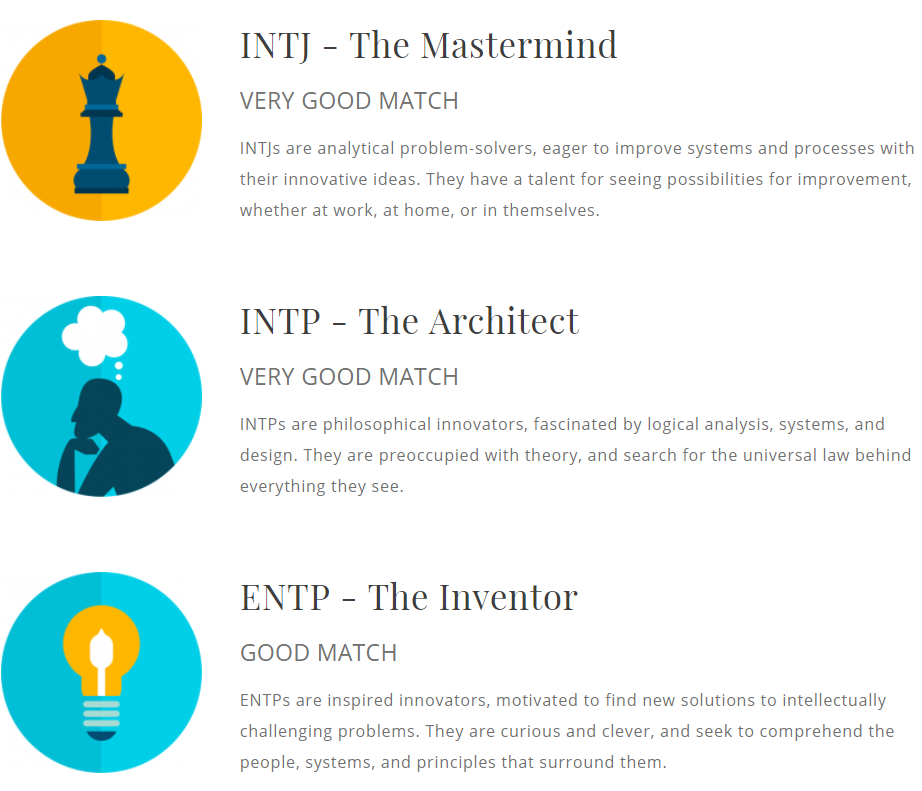 INTJ - The Mastermind
VERY GOOD MATCH
INTJs are analytical problem-solvers, eager to improve systems and processes with
their innovative ideas. They have a talent for seeing possibilities for improvement,
whether at work, at home, or in themselves.
INTP - The Architect
VERY GOOD MATCH
INTPs are philosophical innovators, fascinated by logical analysis, systems, and
design. They are preoccupied with theory, and search for the universal law behind
everything they see.
ENTP - The Inventor
GOOD MATCH
ENTPs are inspired innovators, motivated to find new solutions to intellectually
challenging problems. They are curious and clever, and seek to comprehend the
people, systems, and principles that surround them.